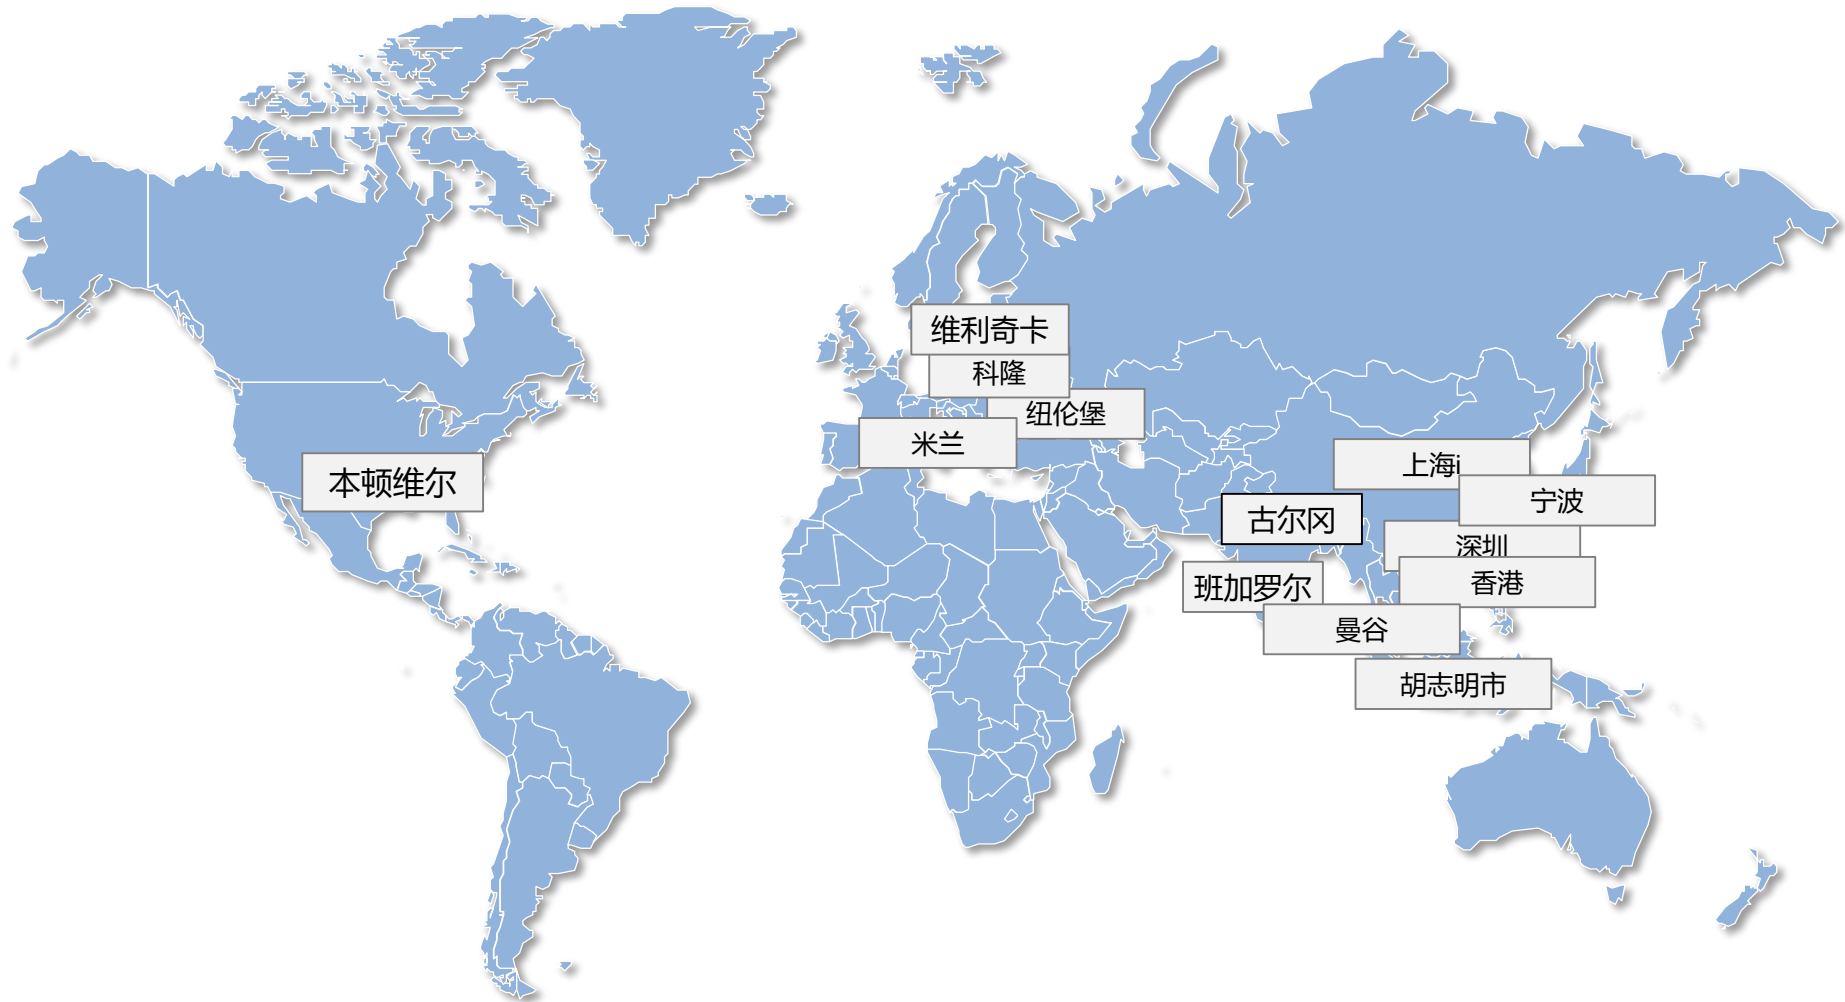 维利奇卡
科隆
纽伦堡
米兰
本顿维尔
上海i
宁波
古尔冈
深圳
香港
班加罗尔
曼谷
胡志明市